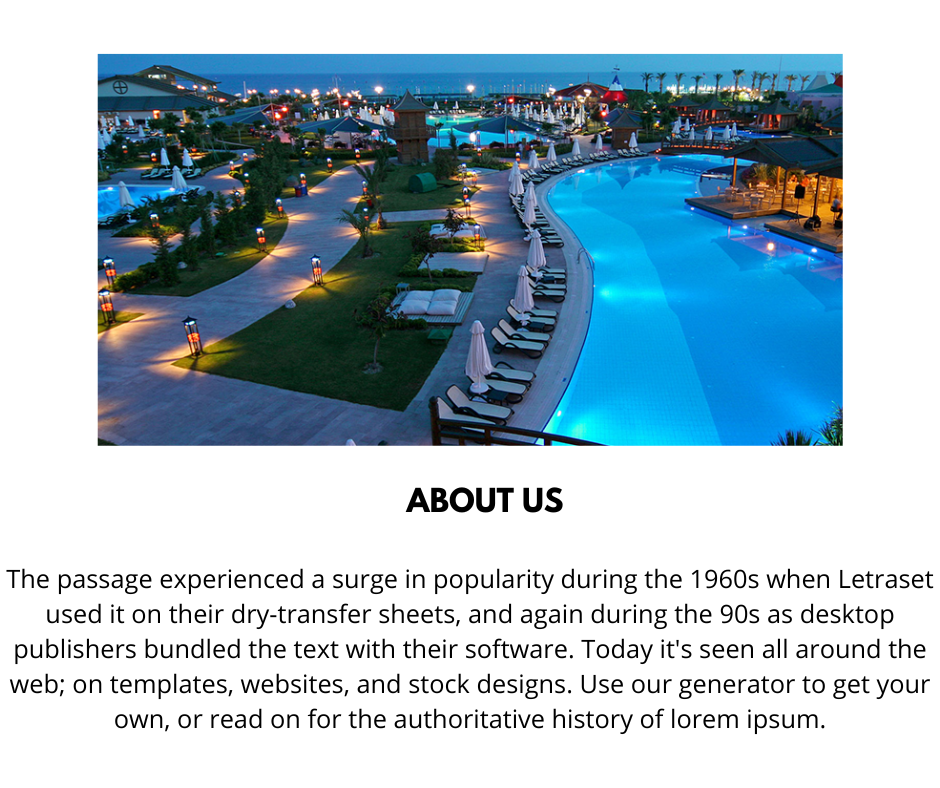 ABOUT US
The passage experienced a surge in popularity during the 1960s when Letraset
used it on their dry-transfer sheets, and again during the 90s as desktop
publishers bundled the text with their software. Today it's seen all around the
web; on templates, websites, and stock designs. Use our generator to get your
own, or read on for the authoritative history of lorem ipsum.